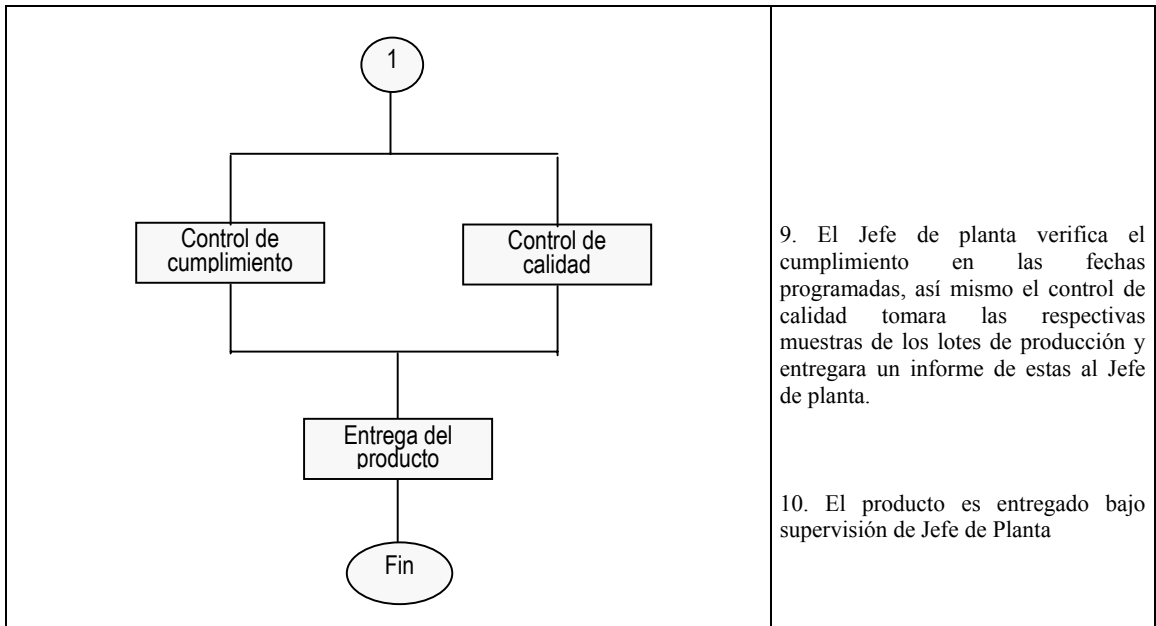 1
Control de
cumplimiento
Control de
calidad
Entrega del
producto
Fin
9. El Jefe de planta verifica el
cumplimiento en las fechas
programadas, así mismo el control de
calidad tomara las respectivas
muestras de los lotes de producción y
entregara un informe de estas al Jefe
de planta.
10. El producto es entregado bajo
supervisión de Jefe de Planta